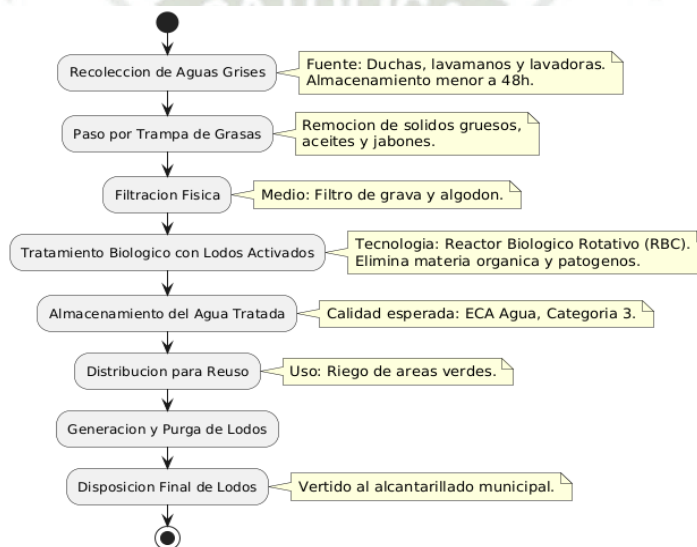 Recoleccion de Aguas Grises
Fuente: Duchas, lavamanos y lavadoras.
Almacenamiento menor a 48h.
Paso por Trampa de Grasas
Remocion de solidos gruesos,
aceites y jabones.
Filtracion Fisica
Medio: Filtro de grava y algodon.
Tratamiento Biologico con Lodos Activados
Tecnologia: Reactor Biologico Rotativo (RBC).
Elimina materia organica y patogenos.
Almacenamiento del Agua Tratada
Calidad esperada: ECA Agua, Categoria 3.
Distribucion para Reuso
Uso: Riego de areas verdes.
Generacion y Purga de Lodos
Disposicion Final de Lodos
Vertido al alcantarillado municipal.